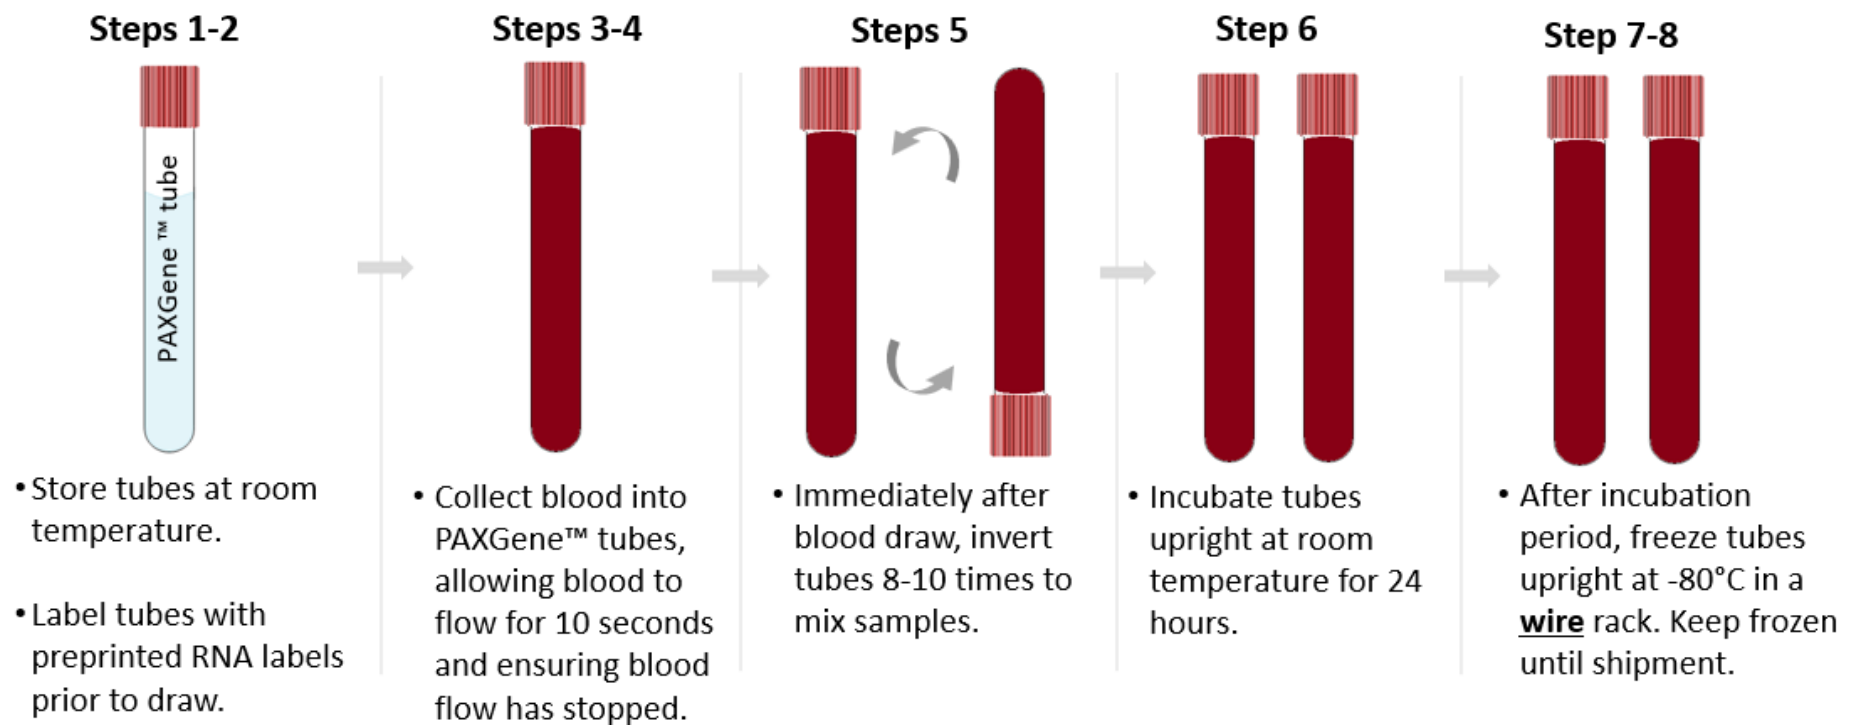 Steps 1-2
PAXGene ™ tube
• Store tubes at room
temperature.
• Label tubes with
preprinted RNA labels
prior to draw.
Steps 3-4
• Collect blood into
PAXGene™ tubes,
allowing blood to
flow for 10 seconds
and ensuring blood
flow has stopped.
Steps 5
• Immediately after
blood draw, invert
tubes 8-10 times to
mix samples.
Step 6
• Incubate tubes
upright at room
temperature for 24
hours.
Step 7-8
• After incubation
period, freeze tubes
upright at -80°C in a
wire rack. Keep frozen
until shipment.